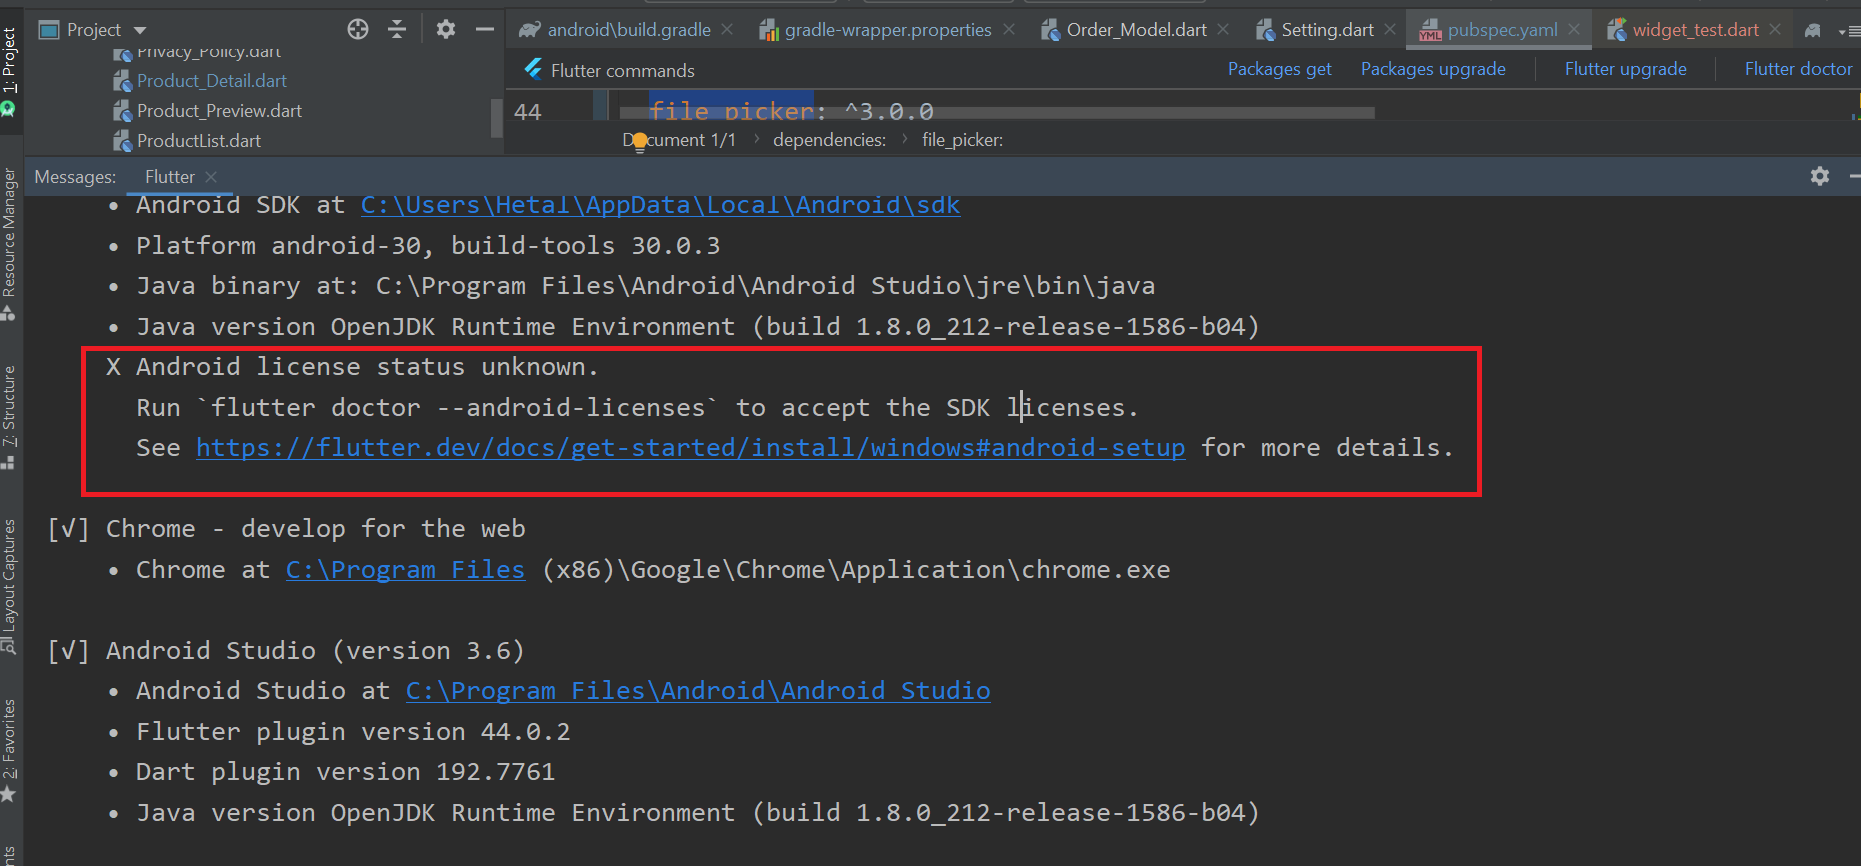 Project
android\build.gradle
gradle-wrapper.properties
Order_Model.dart
Setting.dart
pubspec.yaml
widget_test.dart
Privacy_Policy.dart
Product_Detail.dart
Product_Preview.dart
ProductList.dart
Flutter commands
Packages get
Packages upgrade
Flutter upgrade
Flutter doctor
44
file_picker: ^3.0.0
Document 1/1
dependencies:
file_picker:
1: Project
Resource Manager
7: Structure
Layout Captures
2: Favorites
Messages:
Flutter
• Android SDK at C:\Users\Hetal\AppData\Local\Android\sdk
• Platform android-30, build-tools 30.0.3
• Java binary at: C:\Program Files\Android\Android Studio\jre\bin\java
• Java version OpenJDK Runtime Environment (build 1.8.0_212-release-1586-b04)
X Android license status unknown.
Run `flutter doctor --android-licenses` to accept the SDK licenses.
See https://flutter.dev/docs/get-started/install/windows#android-setup for more details.
[√] Chrome - develop for the web
• Chrome at C:\Program Files (x86)\Google\Chrome\Application\chrome.exe
[√] Android Studio (version 3.6)
• Android Studio at C:\Program Files\Android\Android Studio
• Flutter plugin version 44.0.2
• Dart plugin version 192.7761
• Java version OpenJDK Runtime Environment (build 1.8.0_212-release-1586-b04)